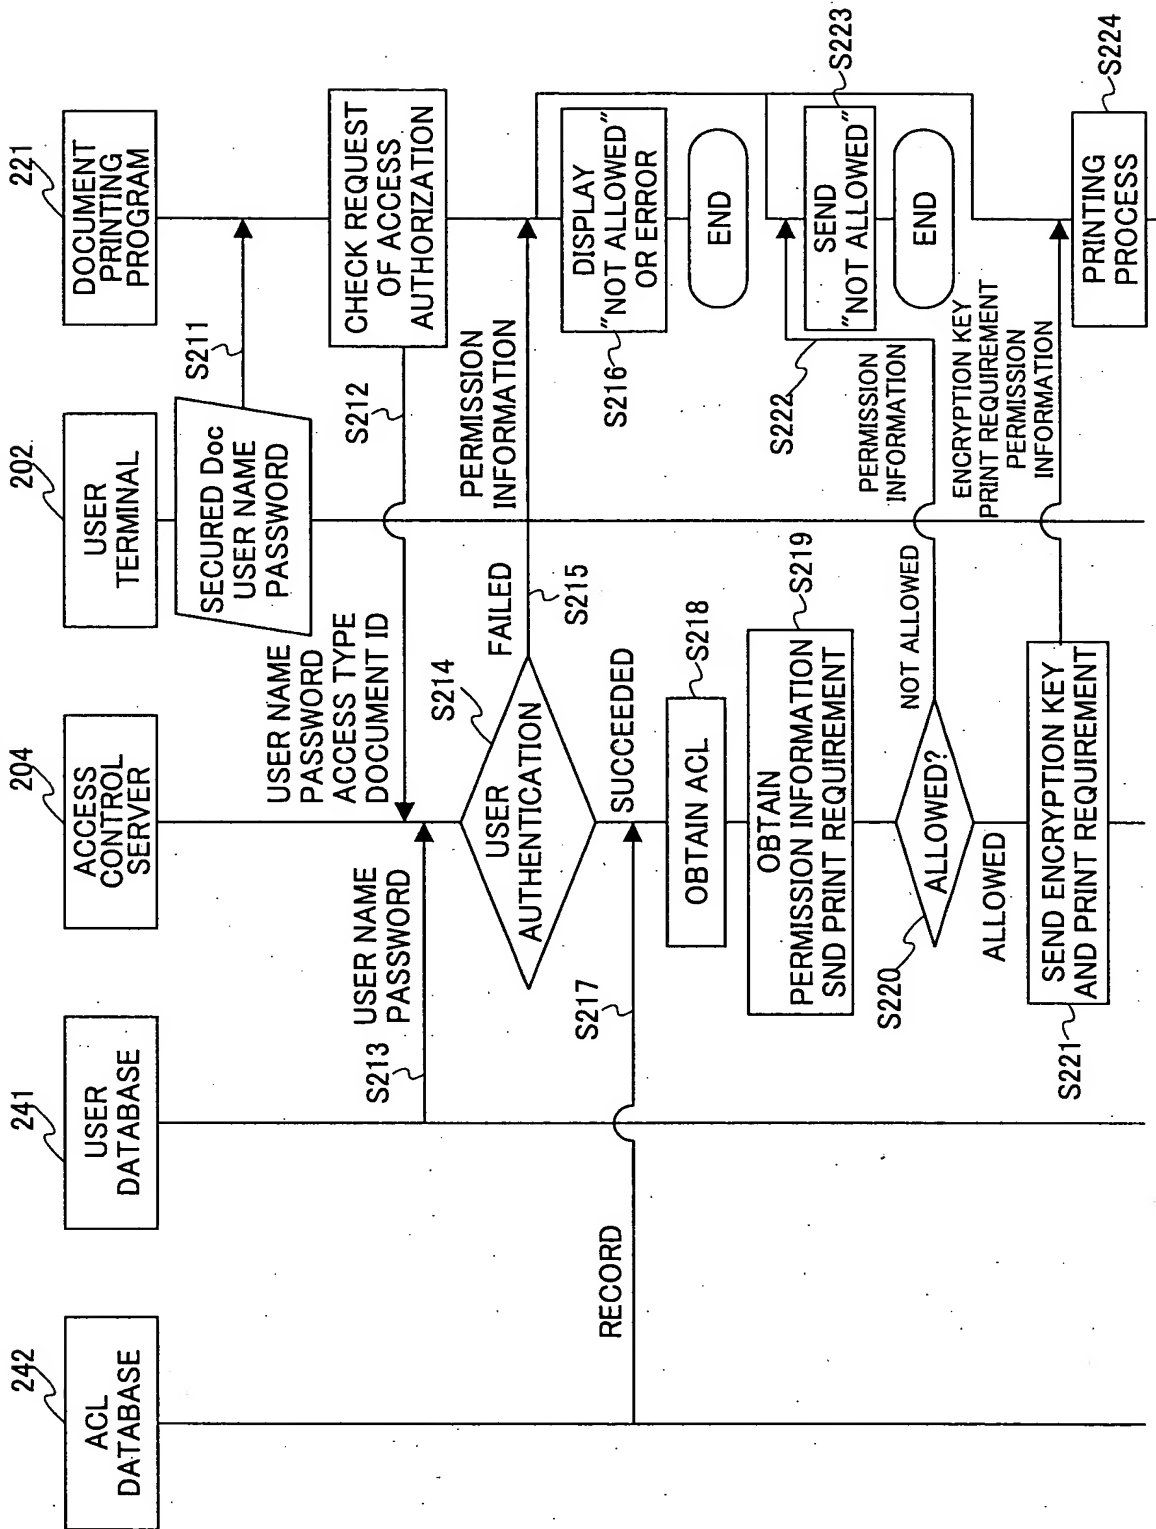 242
ACL
DATABASE
241
USER
DATABASE
204
ACCESS
CONTROL
SERVER
202
USER
TERMINAL
221
DOCUMENT
PRINTING
PROGRAM
SECURED Doc
USER NAME
PASSWORD
S211
CHECK REQUEST
OF ACCESS
AUTHORIZATION
S212
USER NAME
PASSWORD
ACCESS TYPE
DOCUMENT ID
USER NAME
PASSWORD
S213
USER
AUTHENTICATION
S214
FAILED
S215
PERMISSION
INFORMATION
DISPLAY
"NOT ALLOWED"
OR ERROR
S216
END
SUCCEEDED
RECORD
S217
OBTAIN ACL
S218
OBTAIN
PERMISSION INFORMATION
SND PRINT REQUIREMENT
S219
ALLOWED?
S220
NOT ALLOWED
PERMISSION
INFORMATION
S222
SEND
"NOT ALLOWED"
S223
END
ALLOWED
SEND ENCRYPTION KEY
AND PRINT REQUIREMENT
S221
ENCRYPTION KEY
PRINT REQUIREMENT
PERMISSION
INFORMATION
PRINTING
PROCESS
S224